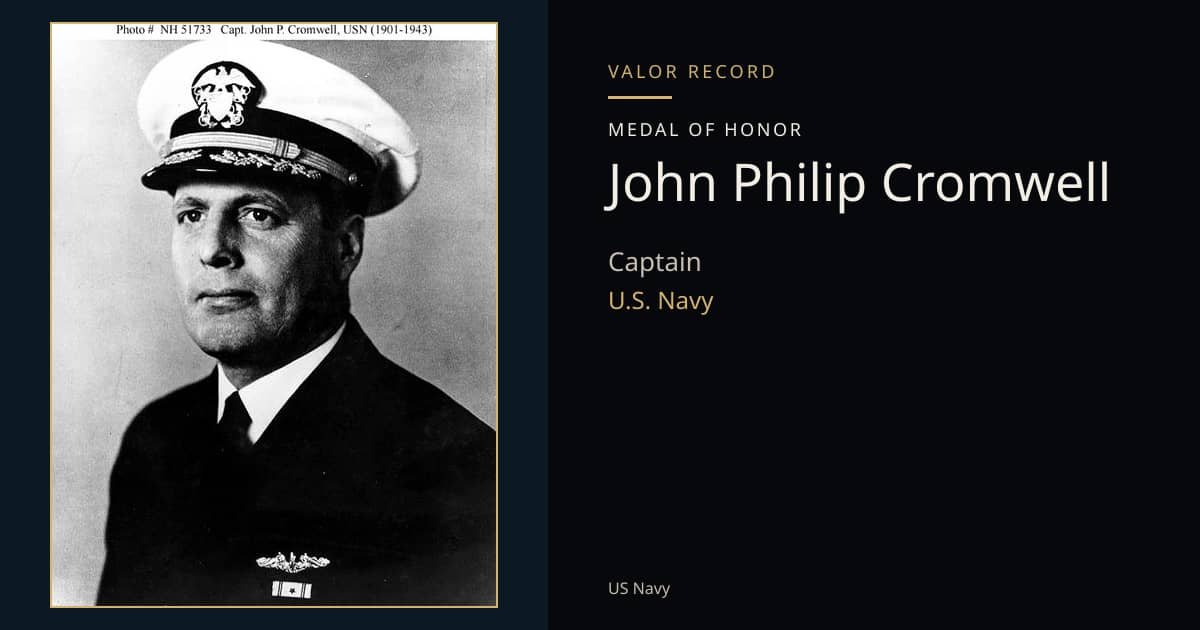 Photo # NH 51733 Capt. John P. Cromwell, USN (1901-1943)
VALOR RECORD
MEDAL OF HONOR
John Philip Cromwell
Captain
U.S. Navy
US Navy